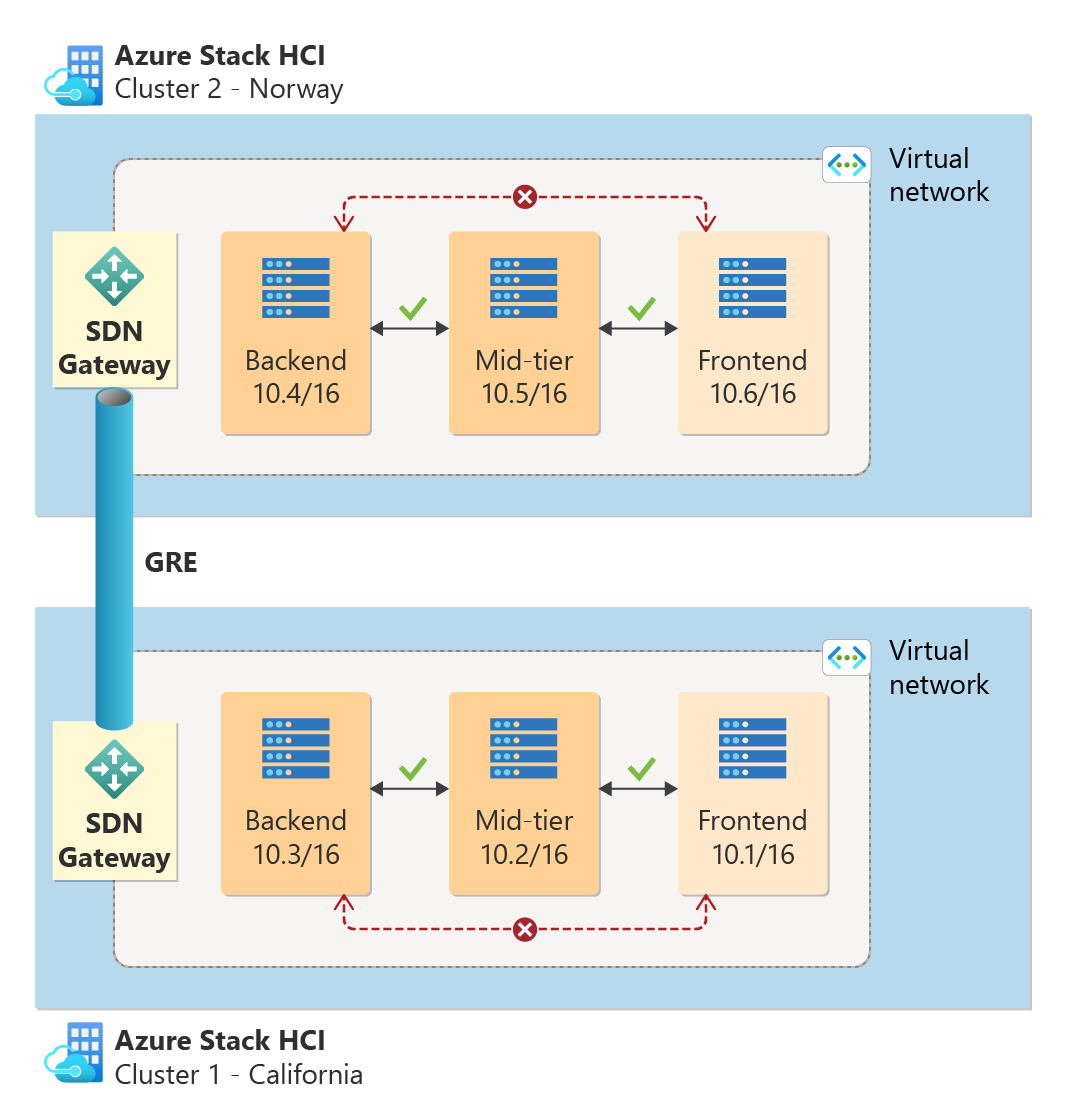 Azure Stack HCI
Cluster 2 - Norway
Virtual
network
SDN
Gateway
Backend
10.4/16
Mid-tier
10.5/16
Frontend
10.6/16
GRE
Virtual
network
SDN
Gateway
Backend
10.3/16
Mid-tier
10.2/16
Frontend
10.1/16
Azure Stack HCI
Cluster 1 - California